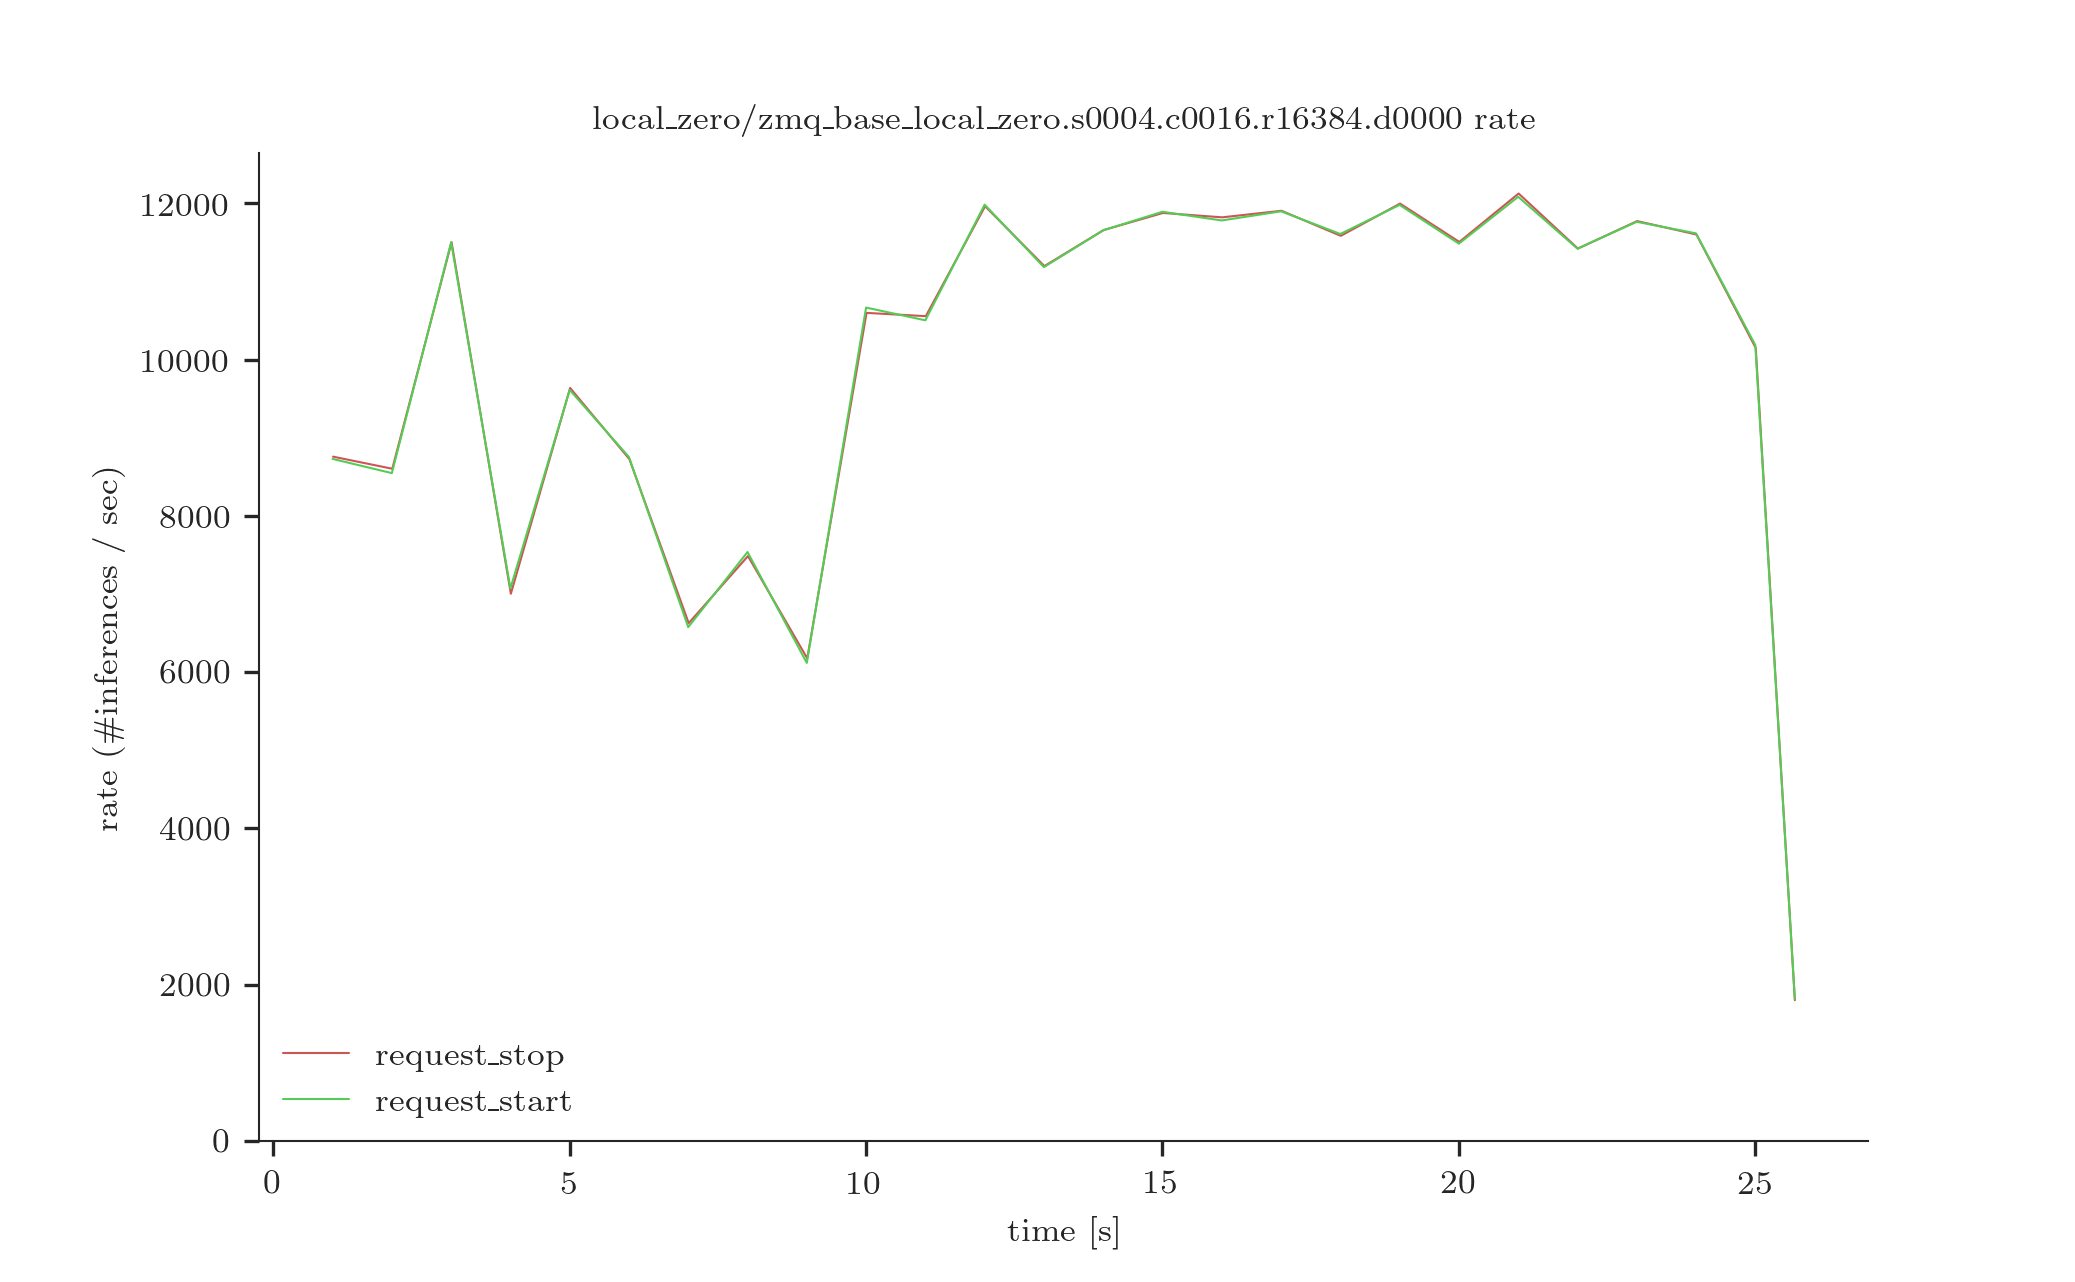 local_zero/zmq_base_local_zero.s0004.c0016.r16384.d0000 rate
rate (#inferences / sec)
12000
10000
8000
6000
4000
2000
0
request_stop
request_start
0 5 10 15 20 25
time [s]